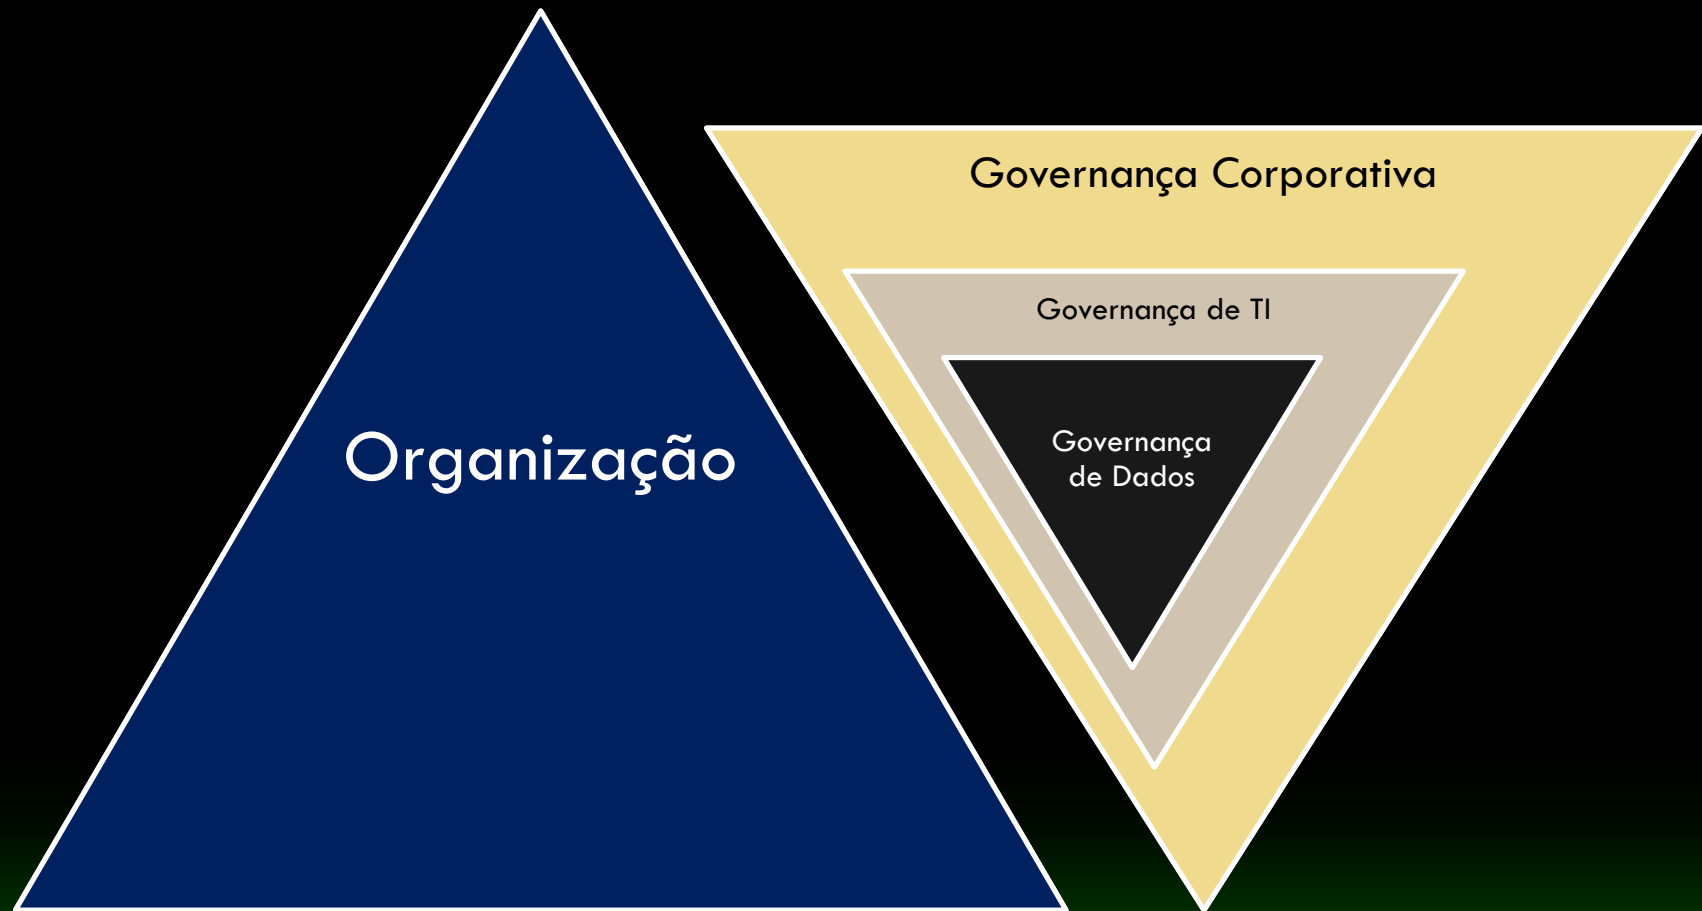 Governança Corporativa
Governança de TI
Organização
Governança
de Dados